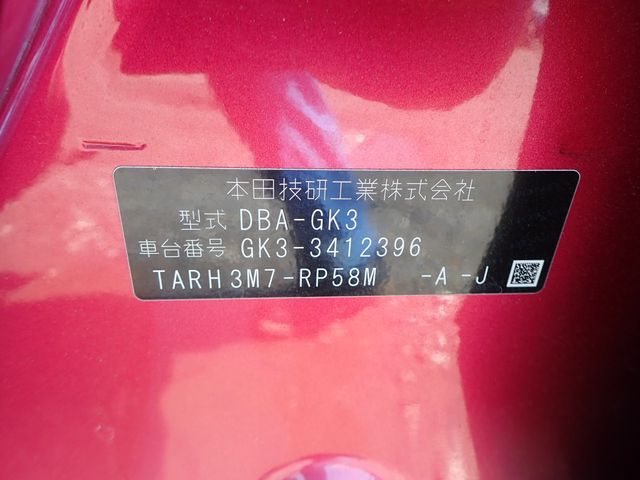 本田技研工業株式会社
型式 DBA-GK3
車台番号 GK3-3412396
TARH3M7-RP58M -A -J